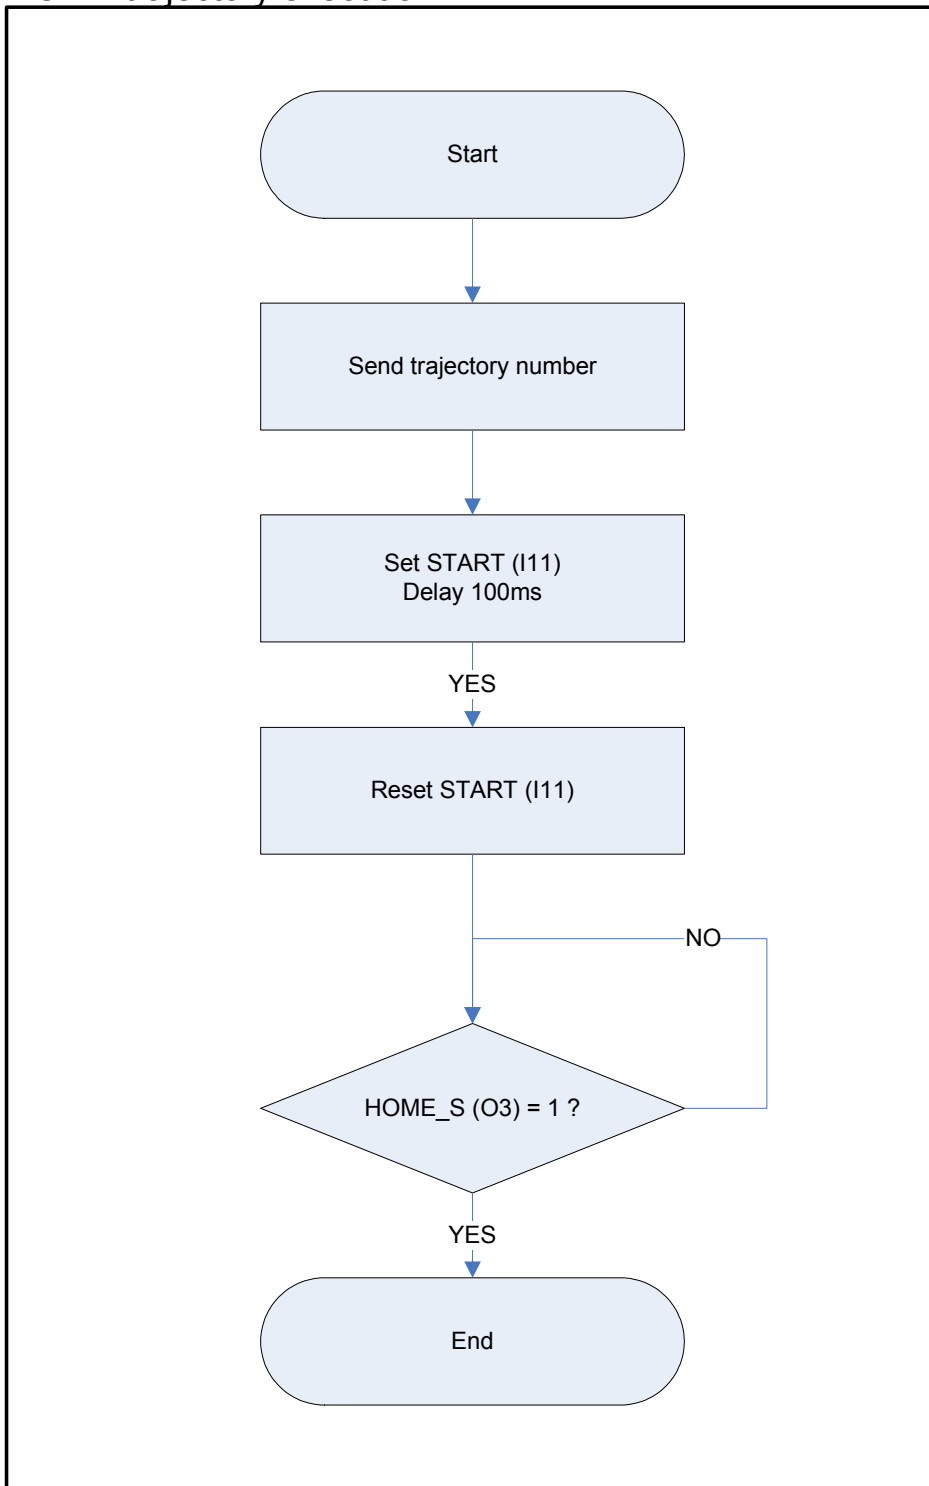 Start
Send trajectory number
Set START (I11)
Delay 100ms
YES
Reset START (I11)
NO
HOME_S (O3) = 1 ?
YES
End